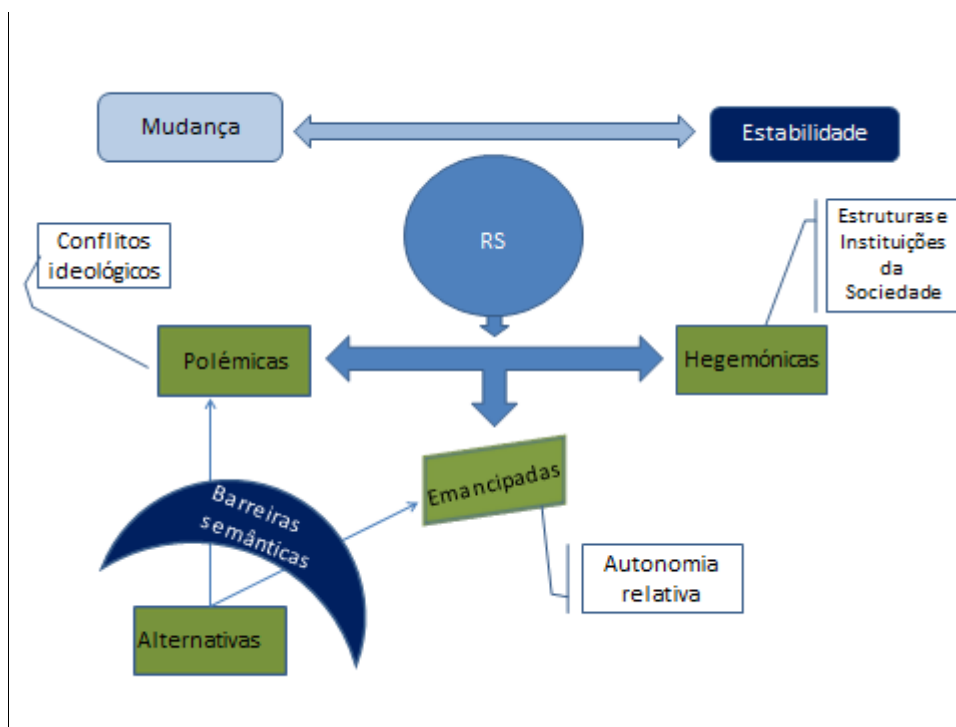 Mudança
Estabilidade
RS
Conflitos
ideológicos
Estruturas e
Instituições
da
Sociedade
Polémicas
Hegemónicas
Emancipadas
Barreiras
semânticas
Autonomia
relativa
Alternativas